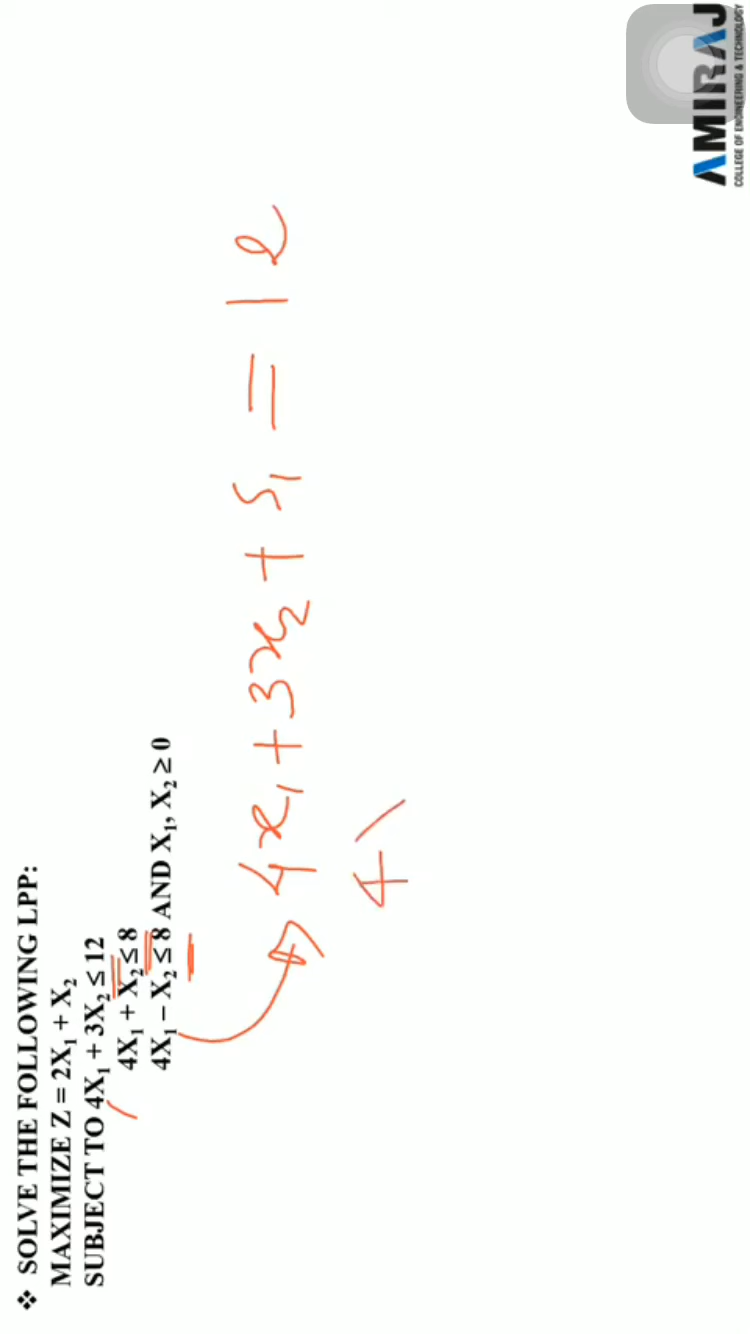 ❖ SOLVE THE FOLLOWING LPP:
MAXIMIZE Z = 2X₁ + X₂
SUBJECT TO 4X₁ + 3X₂ ≤ 12
4X₁ + X₂ ≤ 8
4X₁ – X₂ ≤ 8 AND X₁, X₂ ≥ 0
4x₁ + 3x₂ + S₁ = 12
4
AMIRAJ
COLLEGE OF ENGINEERING & TECHNOLOGY